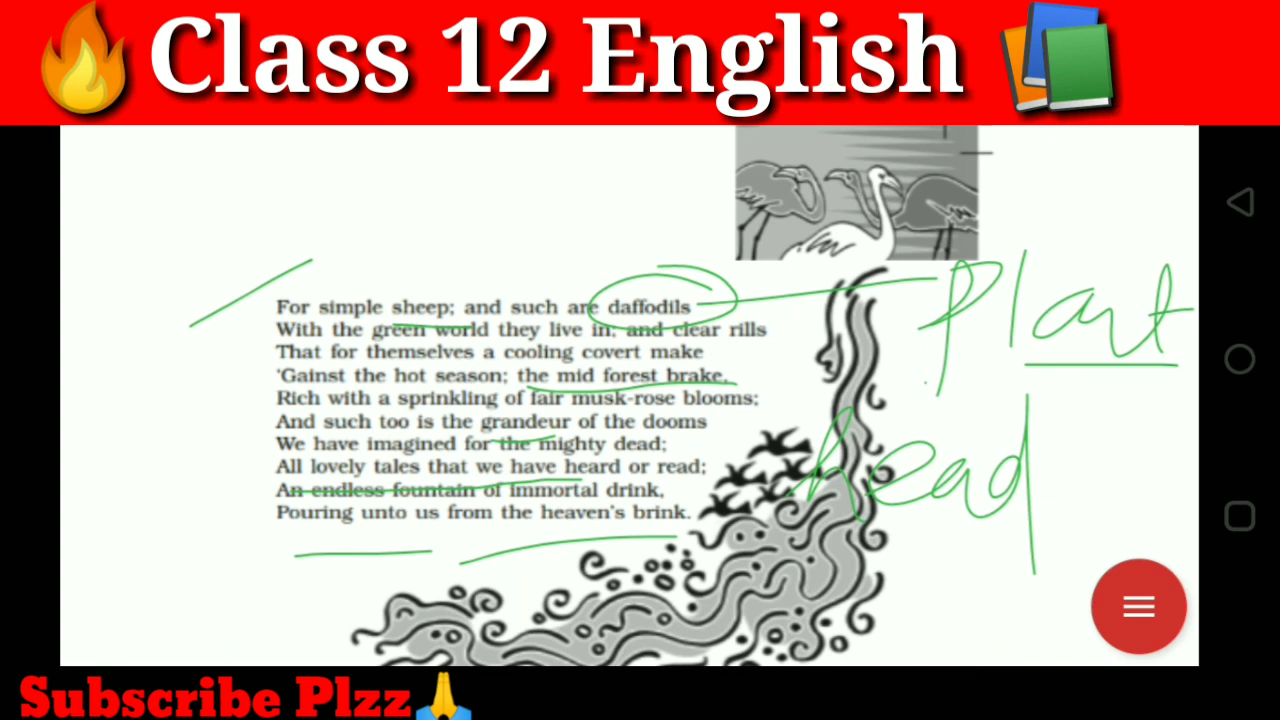 Class 12 English
For simple sheep; and such are daffodils
With the green world they live in; and clear rills
That for themselves a cooling covert make
'Gainst the hot season; the mid forest brake,
Rich with a sprinkling of fair musk-rose blooms;
And such too is the grandeur of the dooms
We have imagined for the mighty dead;
All lovely tales that we have heard or read;
An endless fountain of immortal drink,
Pouring unto us from the heaven's brink.
Plant
head
Subscribe Plzz